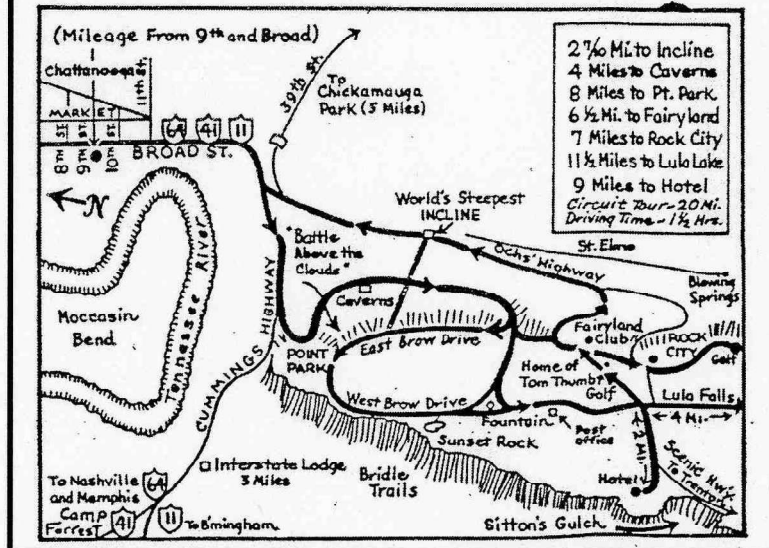 (Mileage From 9th and Broad)
Chattanooga
11th St.
MARKET
8TH ST.
9TH ST.
10TH ST.
64
41
11
BROAD ST.
39th St.
To
Chickamauga
Park (5 Miles)
2 7/10 Mi. to Incline
4 Miles to Caverns
8 Miles to Pt. Park
6 1/2 Mi. to Fairyland
7 Miles to Rock City
11 1/2 Miles to Lula Lake
9 Miles to Hotel
Circuit Tour - 20 Mi.
Driving Time - 1 1/2 Hrs.
N
Tennessee River
Moccasin
Bend
World's Steepest
INCLINE
"Battle
Above the
Clouds"
Ochs' Highway
St. Elmo
Blowing
Springs
Caverns
Fairyland
Club
ROCK
CITY
Golf
CUMMINGS HIGHWAY
POINT
PARK
East Brow Drive
Home of
Tom Thumb
Golf
West Brow Drive
Lula Falls
4 Mi.
Fountain
Post
office
Sunset Rock
2 Mi.
Scenic Hwy.
To Trenton
To Nashville
and Memphis
64
Interstate Lodge
3 Miles
Bridle
Trails
Hotel
Camp
Forrest
41
11
To B'mingham
Sitton's Gulch